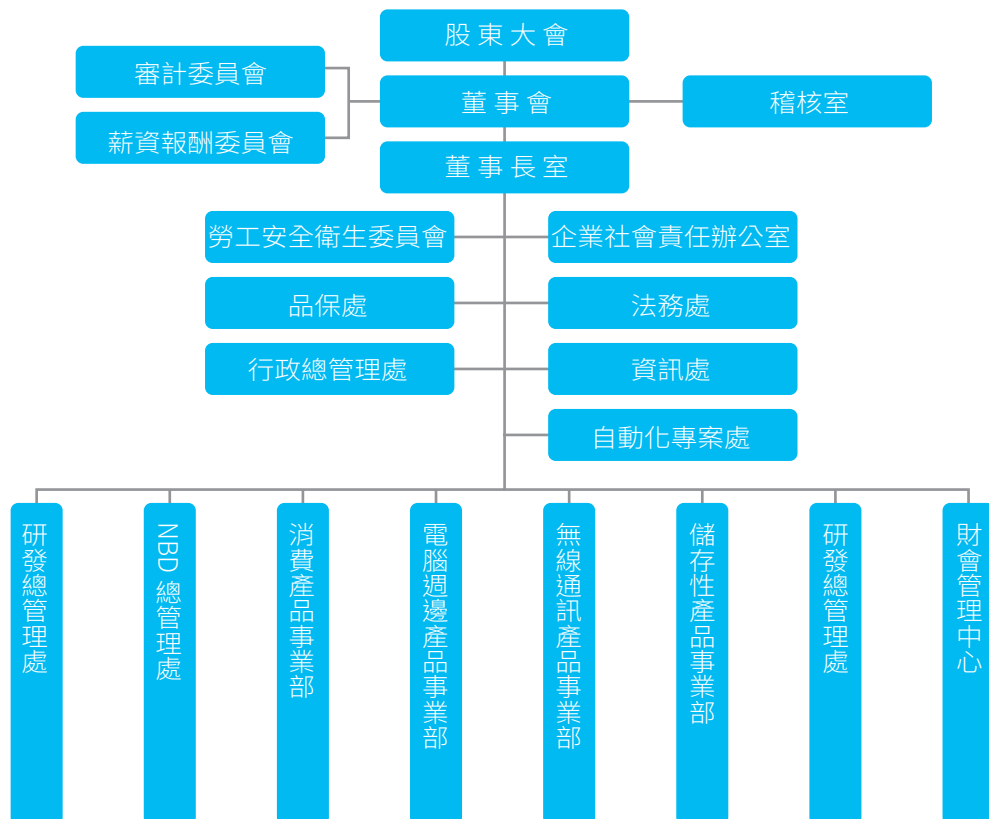 股東大會
審計委員會
董事會
稽核室
薪資報酬委員會
董事長室
勞工安全衛生委員會
企業社會責任辦公室
品保處
法務處
行政總管理處
資訊處
自動化專案處
研發總管理處
NBD 總管理處
消費產品事業部
電腦週邊產品事業部
無線通訊產品事業部
儲存性產品事業部
研發總管理處
財會管理中心